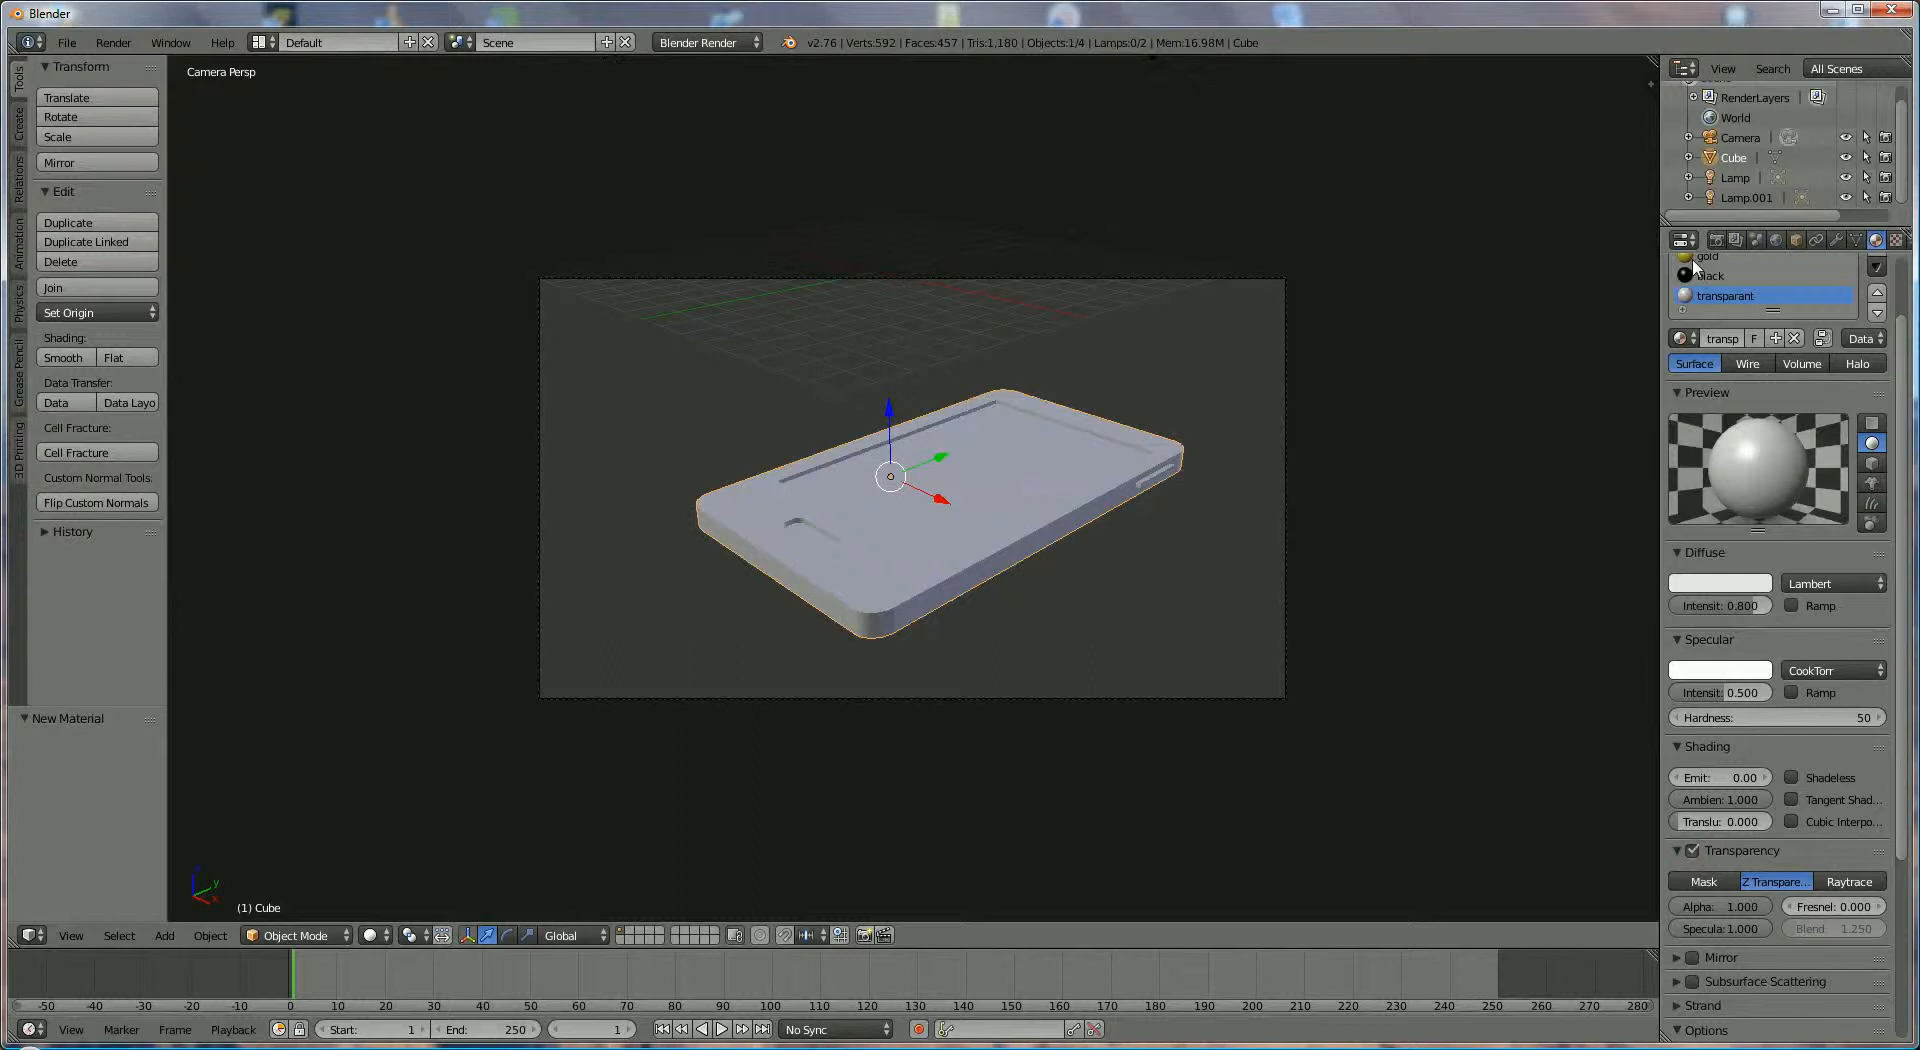 Blender
File Render Window Help Default Scene Blender Render v2.76 | Verts:592 | Faces:457 | Tris:1,180 | Objects:1/4 | Lamps:0/2 | Mem:16.98M | Cube
Tools
Create
Relations
Animation
Physics
Grease Pencil
3D Printing
Transform
Translate
Rotate
Scale
Mirror
Edit
Duplicate
Duplicate Linked
Delete
Join
Set Origin
Shading:
Smooth Flat
Data Transfer:
Data Data Layo
Cell Fracture:
Cell Fracture
Custom Normal Tools:
Flip Custom Normals
History
New Material
Camera Persp
z
y
x
(1) Cube
View Select Add Object Object Mode Global
-50 -40 -30 -20 -10 0 10 20 30 40 50 60 70 80 90 100 110 120 130 140 150 160 170 180 190 200 210 220 230 240 250 260 270 280
View Marker Frame Playback Start: 1 End: 250 1 No Sync
View Search All Scenes
RenderLayers
World
Camera
Cube
Lamp
Lamp.001
gold
black
transparant
transp F Data
Surface Wire Volume Halo
Preview
Diffuse
Lambert
Intensit: 0.800 Ramp
Specular
CookTorr
Intensit: 0.500 Ramp
Hardness: 50
Shading
Emit: 0.00 Shadeless
Ambien: 1.000 Tangent Shad...
Translu: 0.000 Cubic Interpo...
Transparency
Mask Z Transpare... Raytrace
Alpha: 1.000 Fresnel: 0.000
Specula: 1.000 Blend: 1.250
Mirror
Subsurface Scattering
Strand
Options